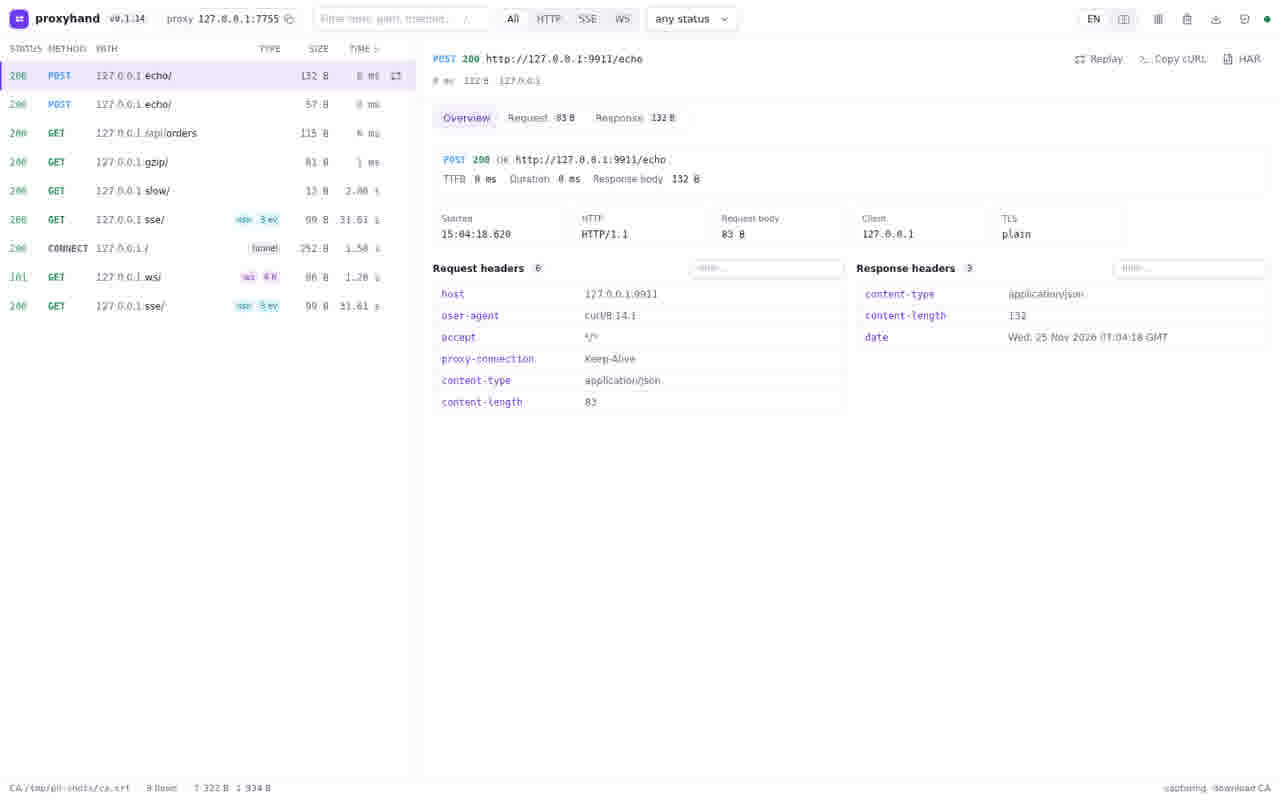 proxyhand v0.1.14 proxy 127.0.0.1:7755 Filter host, path, method... / All HTTP SSE WS any status EN
STATUS METHOD PATH TYPE SIZE TIME
200 POST 127.0.0.1 echo/ 132 B 0 ms
200 POST 127.0.0.1 echo/ 57 B 0 ms
200 GET 127.0.0.1 /api/orders 115 B 6 ms
200 GET 127.0.0.1 gzip/ 81 B 1 ms
200 GET 127.0.0.1 slow/ 12 B 2.00 s
200 GET 127.0.0.1 sse/ 99 B 31.61 s
200 CONNECT 127.0.0.1 / tunnel 252 B 1.50 s
101 GET 127.0.0.1 ws/ ws 86 B 1.20 s
200 GET 127.0.0.1 sse/ 99 B 31.61 s
POST 200 http://127.0.0.1:9911/echo Replay Copy cURL HAR
0 ms 132 B 127.0.0.1
Overview Request 83 B Response 132 B
POST 200 OK http://127.0.0.1:9911/echo
TTFB 0 ms Duration 0 ms Response body 132 B
Started HTTP Request body Client TLS
15:04:18.620 HTTP/1.1 83 B 127.0.0.1 plain
Request headers 6 filter...
host 127.0.0.1:9911
user-agent curl/8.14.1
accept */*
proxy-connection Keep-Alive
content-type application/json
content-length 83
Response headers 3 filter...
content-type application/json
content-length 132
date Wed, 25 Nov 2026 01:04:18 GMT
CA /tmp/ph-shots/ca.crt 9 flows ↑ 322 B ↓ 934 B capturing download CA